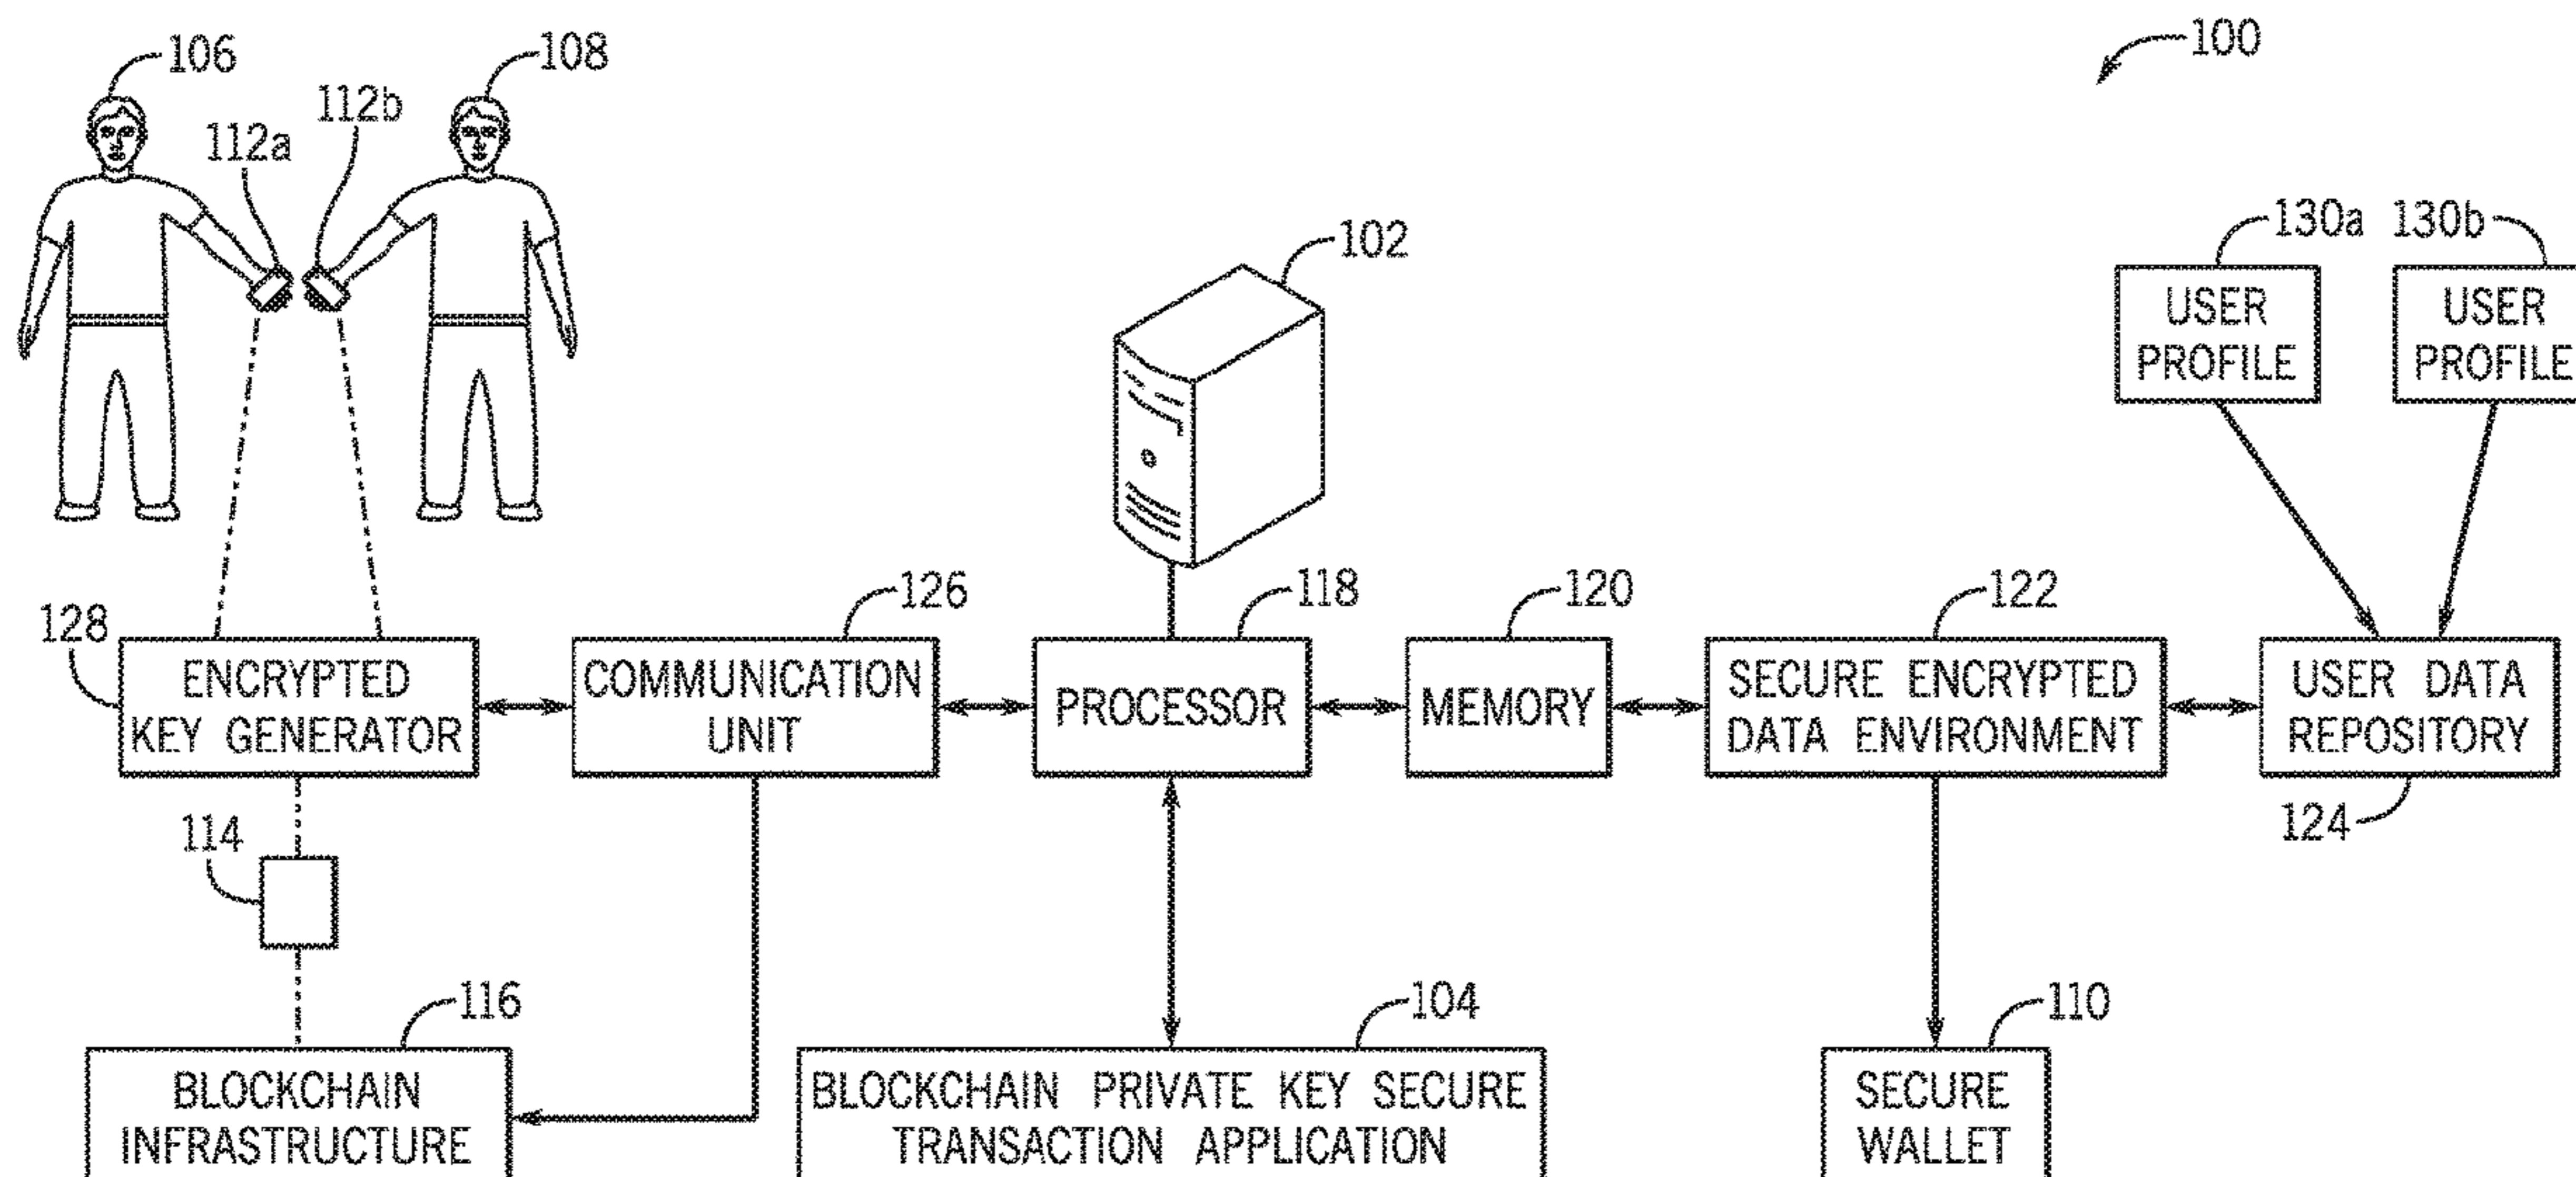 106
108
100
112b
112a
130a
130b
102
USER
PROFILE
USER
PROFILE
126
118
120
122
128
ENCRYPTED
KEY GENERATOR
COMMUNICATION
UNIT
PROCESSOR
MEMORY
SECURE ENCRYPTED
DATA ENVIRONMENT
USER DATA
REPOSITORY
124
114
116
104
110
BLOCKCHAIN
INFRASTRUCTURE
BLOCKCHAIN PRIVATE KEY SECURE
TRANSACTION APPLICATION
SECURE
WALLET